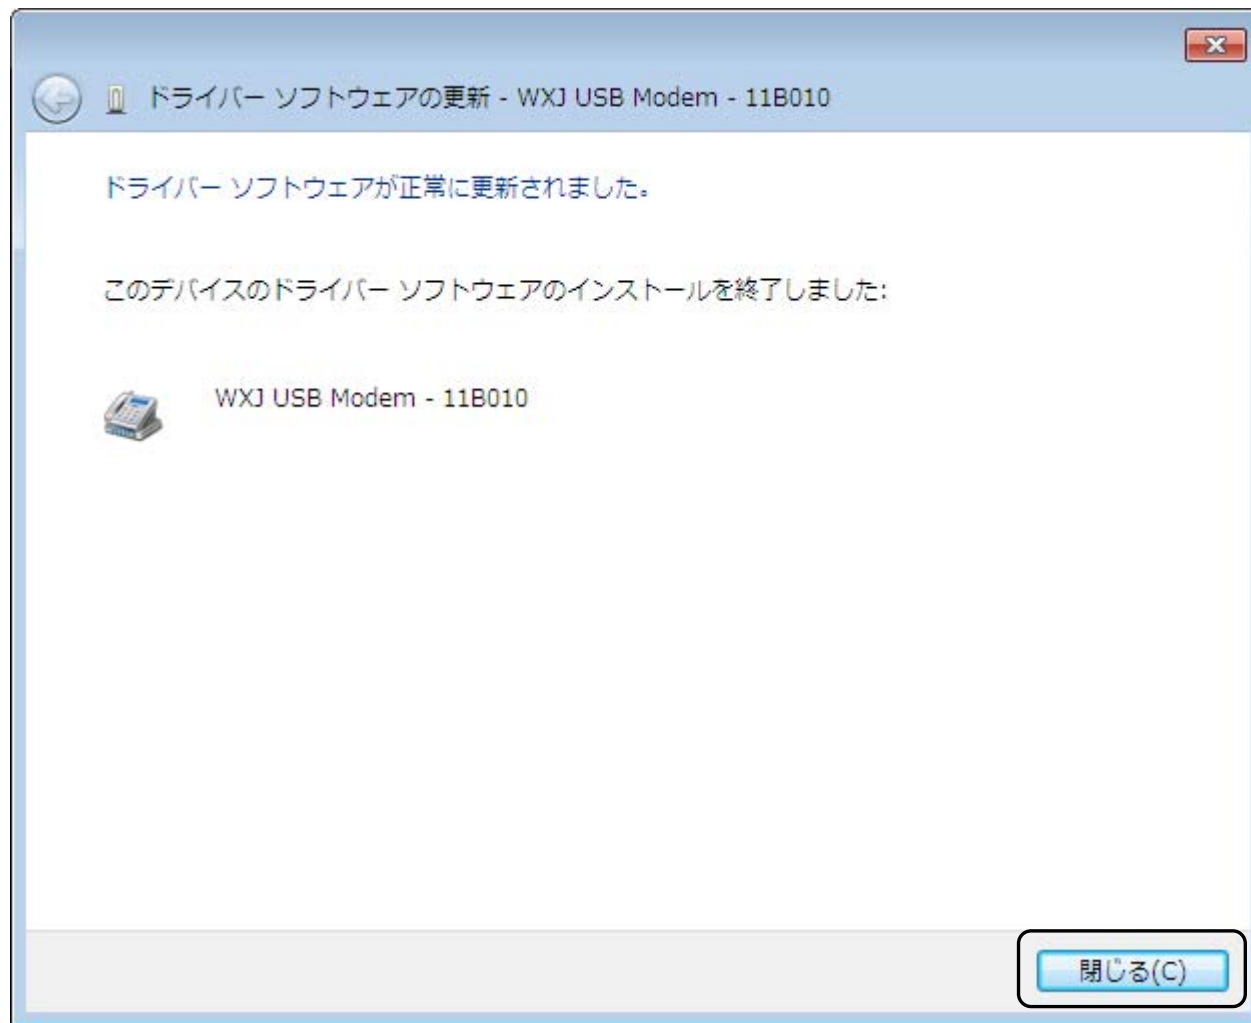 ドライバー ソフトウェアの更新 - WXJ USB Modem - 11B010
ドライバー ソフトウェアが正常に更新されました。
このデバイスのドライバー ソフトウェアのインストールを終了しました:
WXJ USB Modem - 11B010
閉じる(C)